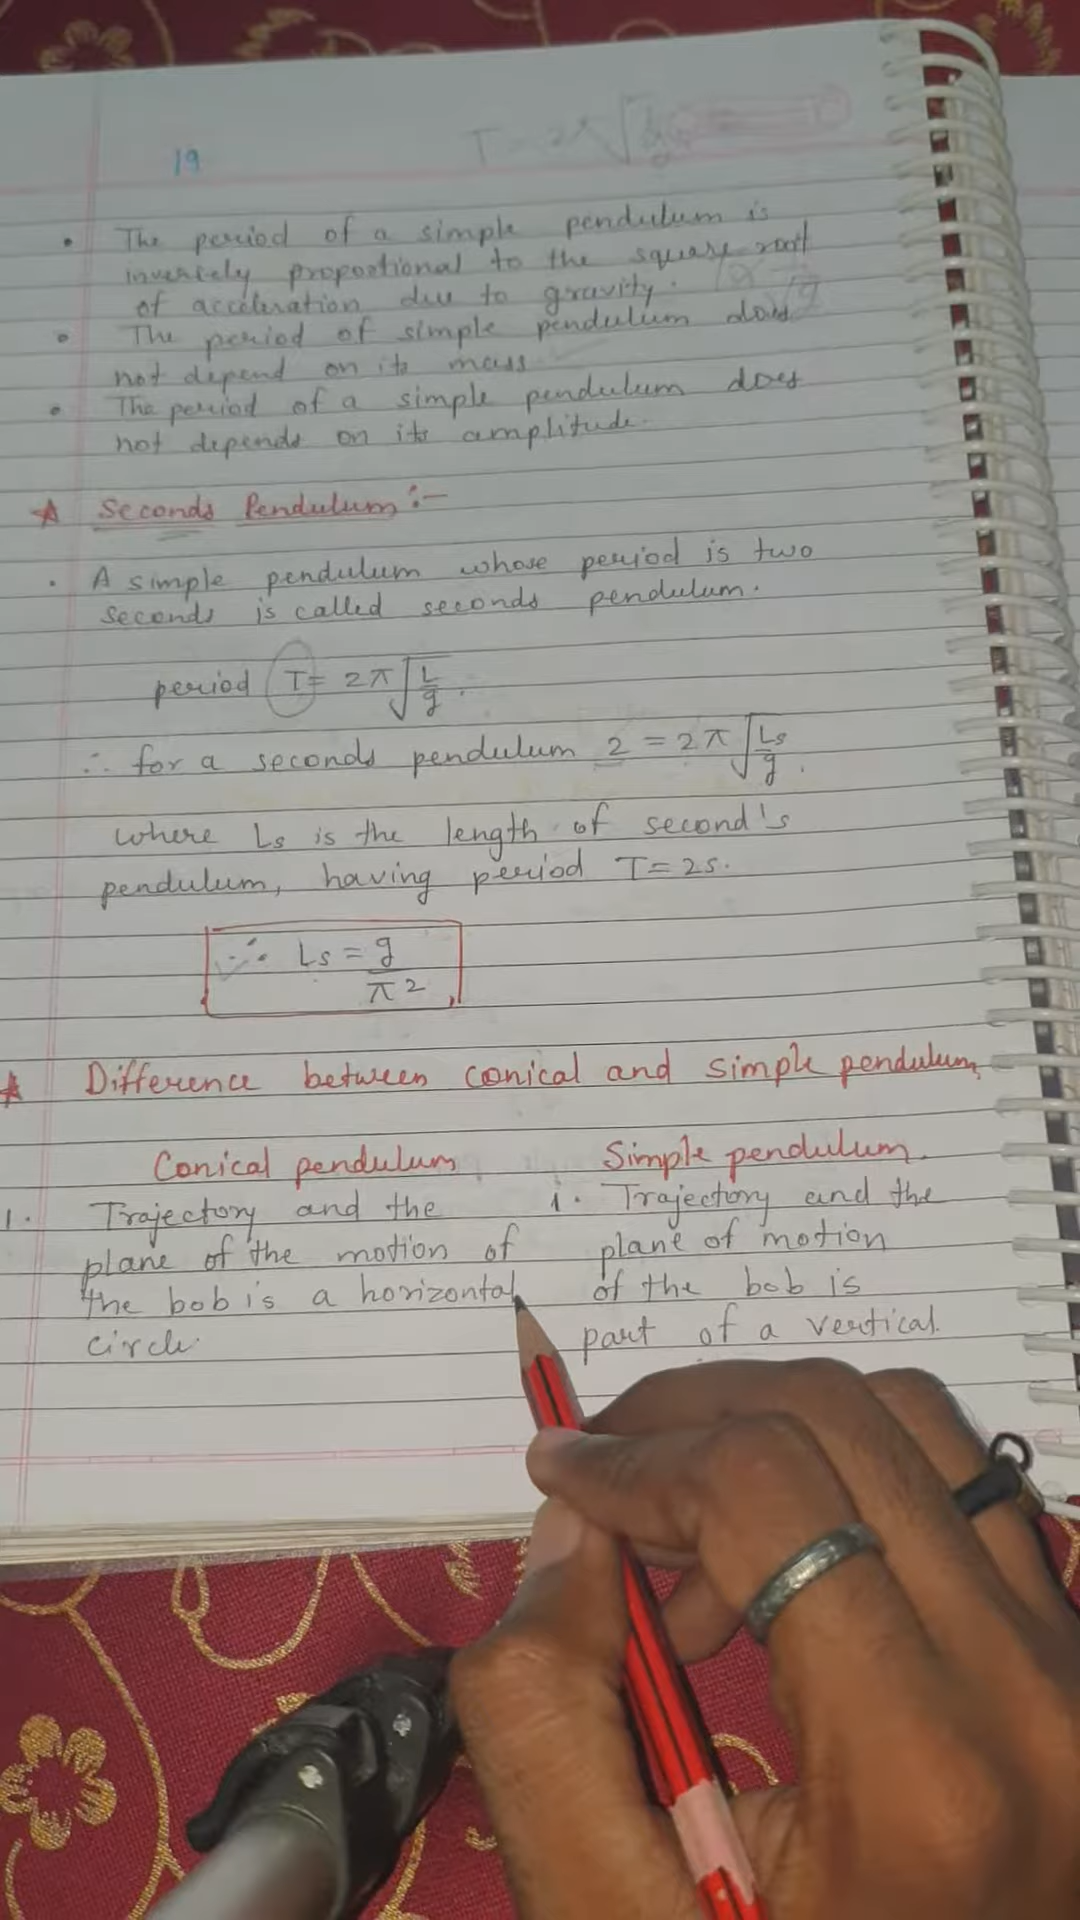 19
T = 2π√
The period of a simple pendulum is
inversely proportional to the square root
of acceleration due to gravity.
The period of simple pendulum does
not depend on its mass
The period of a simple pendulum does
not depends on its amplitude.
Seconds Pendulum :-
A simple pendulum whose period is two
seconds is called seconds pendulum.
period T = 2π√(L/g).
∴ for a seconds pendulum 2 = 2π√(Ls/g).
where Ls is the length of second's
pendulum, having period T = 2s.
∴ Ls = g/π²
Difference between conical and simple pendulum
Conical pendulum
1. Trajectory and the
plane of the motion of
the bob is a horizontal
circle
Simple pendulum.
i. Trajectory and the
plane of motion
of the bob is
part of a vertical